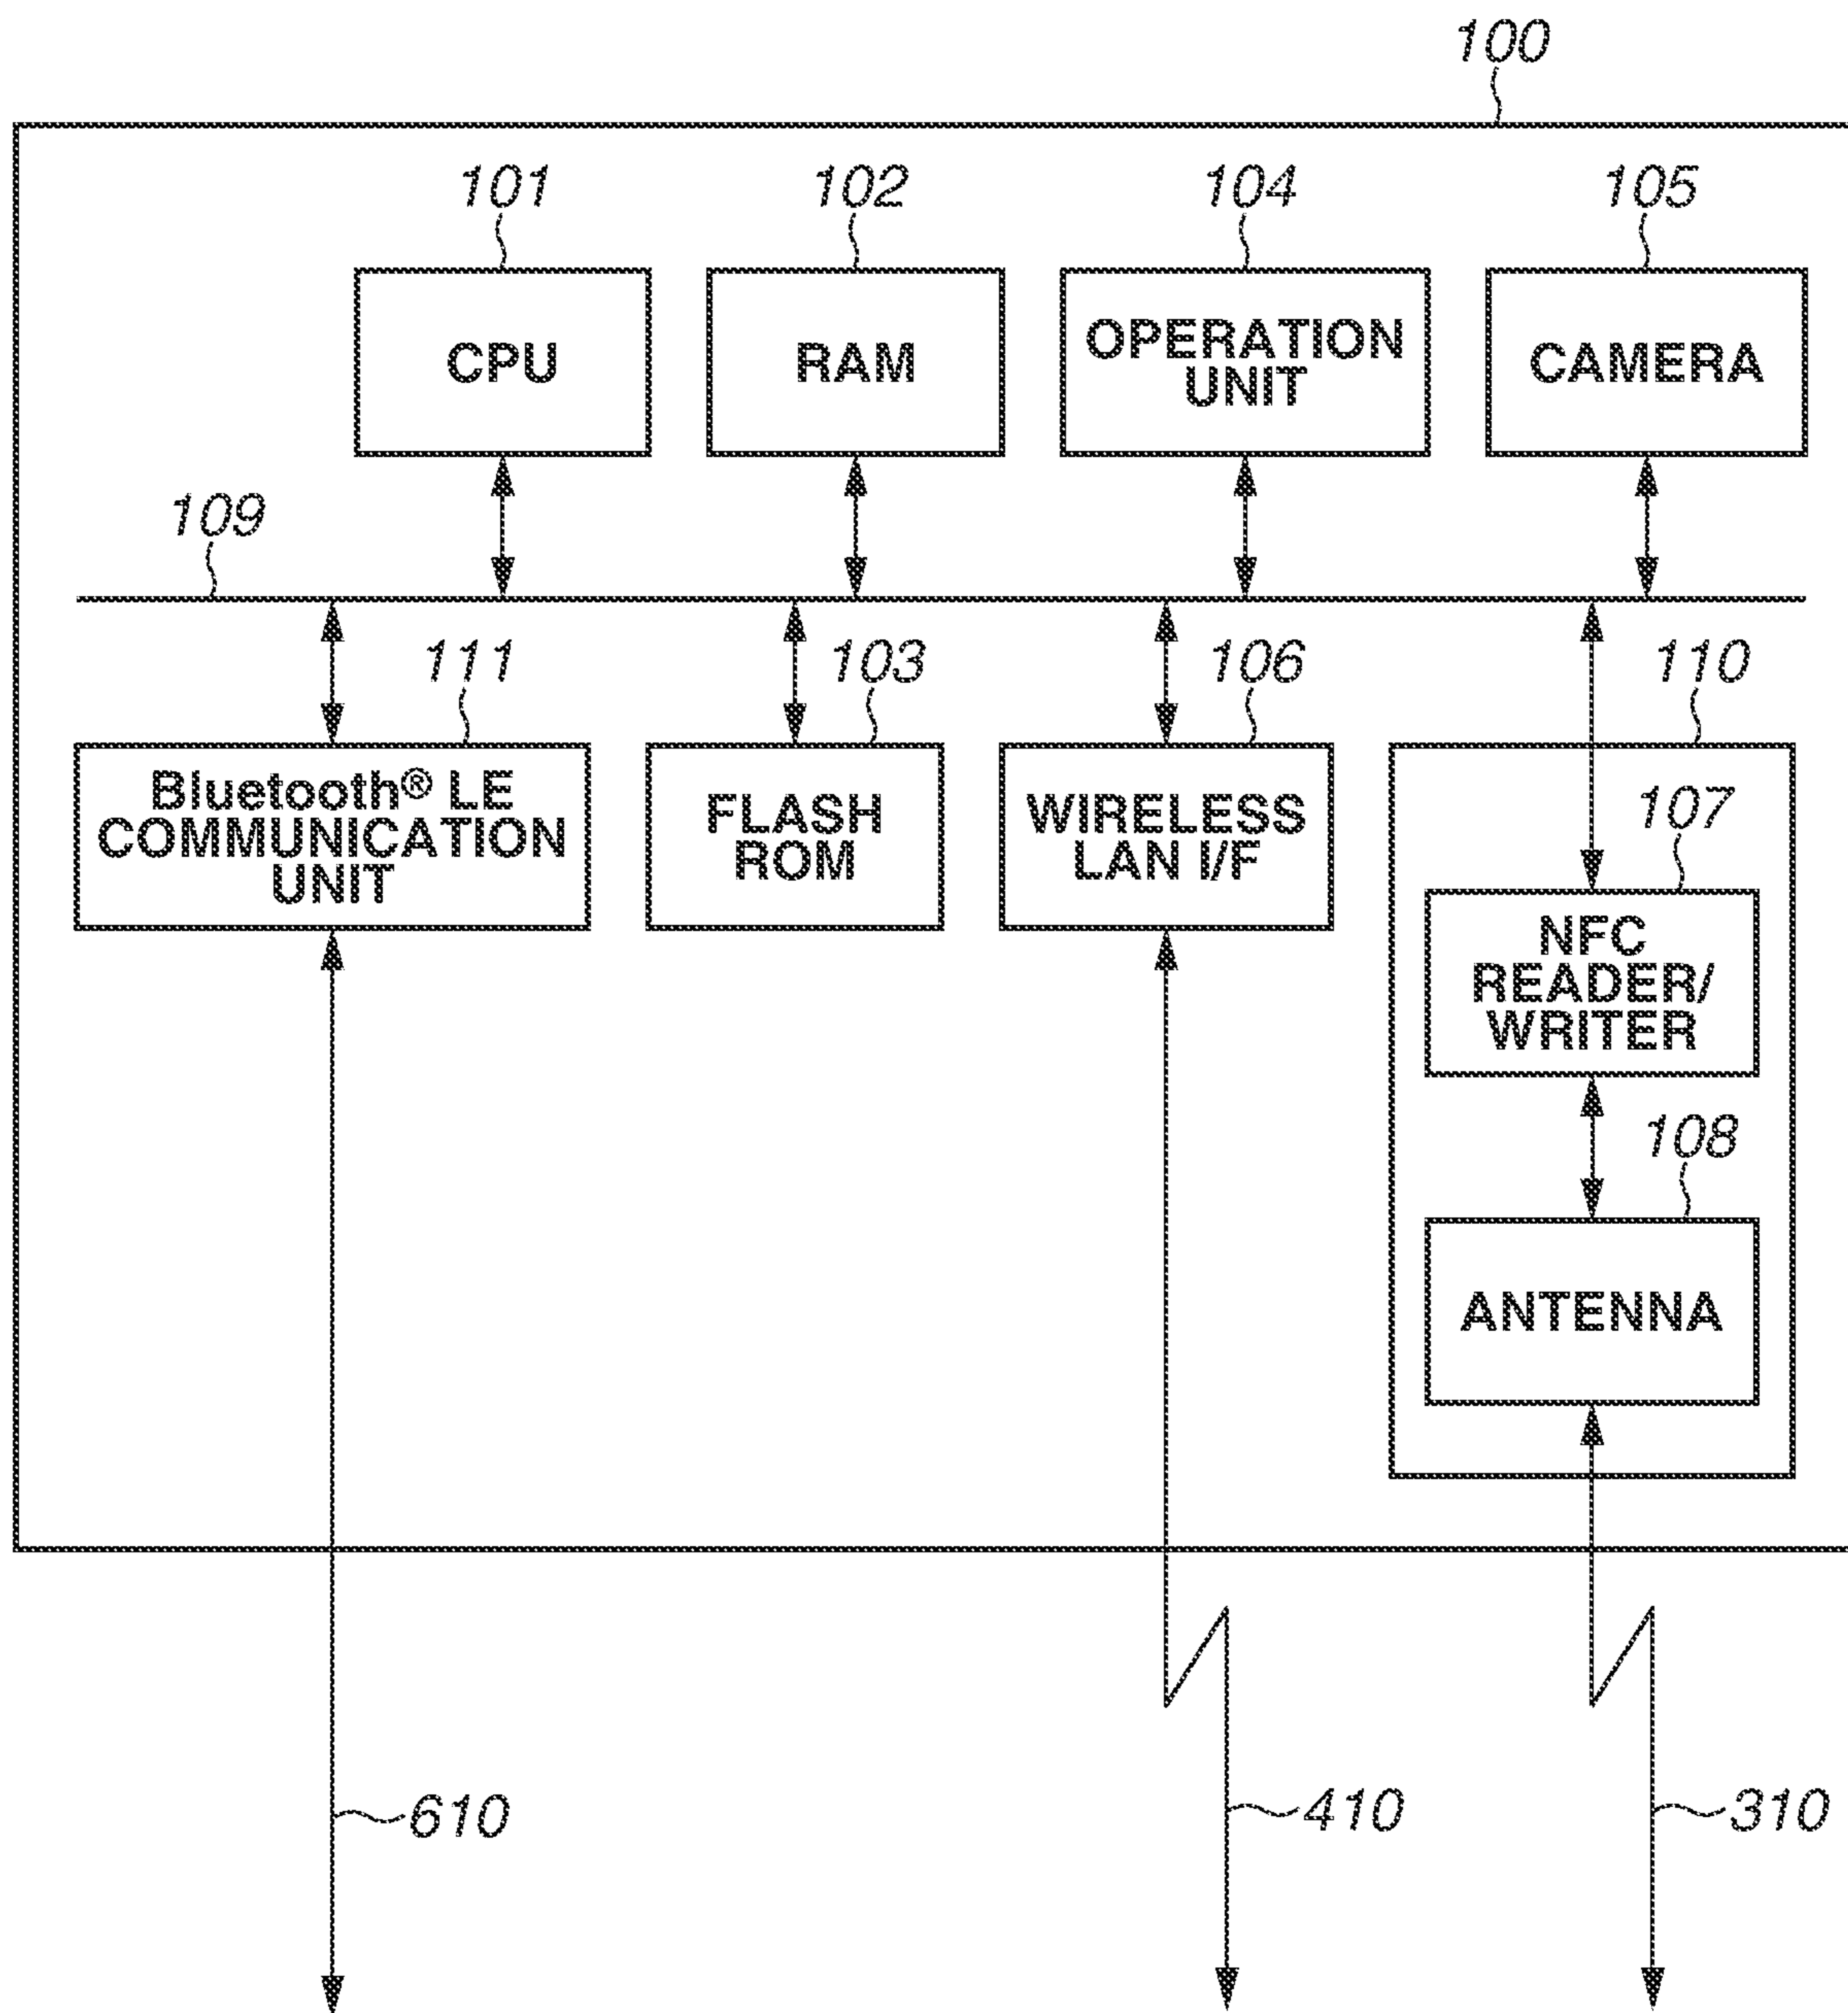 100
101
102
104
105
CPU
RAM
OPERATION
UNIT
CAMERA
109
111
103
106
110
Bluetooth® LE
COMMUNICATION
UNIT
FLASH
ROM
WIRELESS
LAN I/F
107
NFC
READER/
WRITER
108
ANTENNA
610
410
310